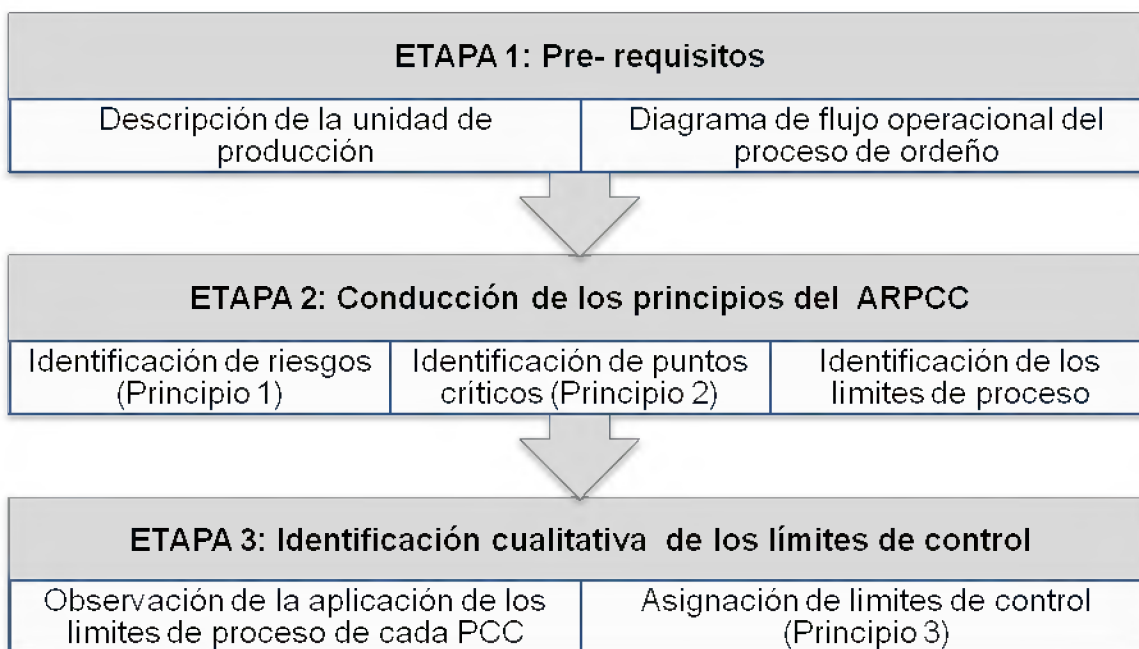 ETAPA 1: Pre- requisitos
Descripción de la unidad de
producción
Diagrama de flujo operacional del
proceso de ordeño
ETAPA 2: Conducción de los principios del ARPCC
Identificación de riesgos
(Principio 1)
Identificación de puntos
críticos (Principio 2)
Identificación de los
limites de proceso
ETAPA 3: Identificación cualitativa de los límites de control
Observación de la aplicación de los
limites de proceso de cada PCC
Asignación de limites de control
(Principio 3)